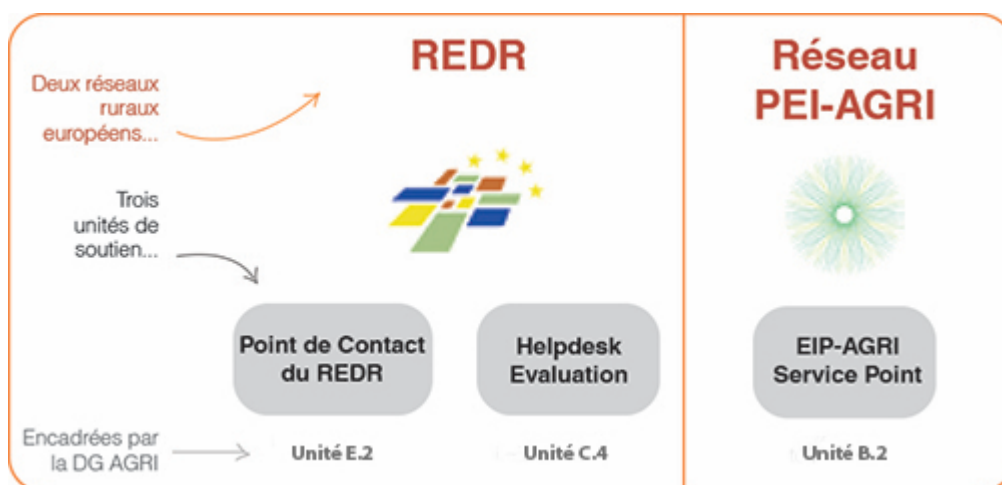 REDR
Réseau
PEI-AGRI
Deux réseaux
ruraux
européens...
Trois
unités de
soutien...
Point de Contact
du REDR
Helpdesk
Evaluation
EIP-AGRI
Service Point
Encadrées par
la DG AGRI
Unité E.2
Unité C.4
Unité B.2